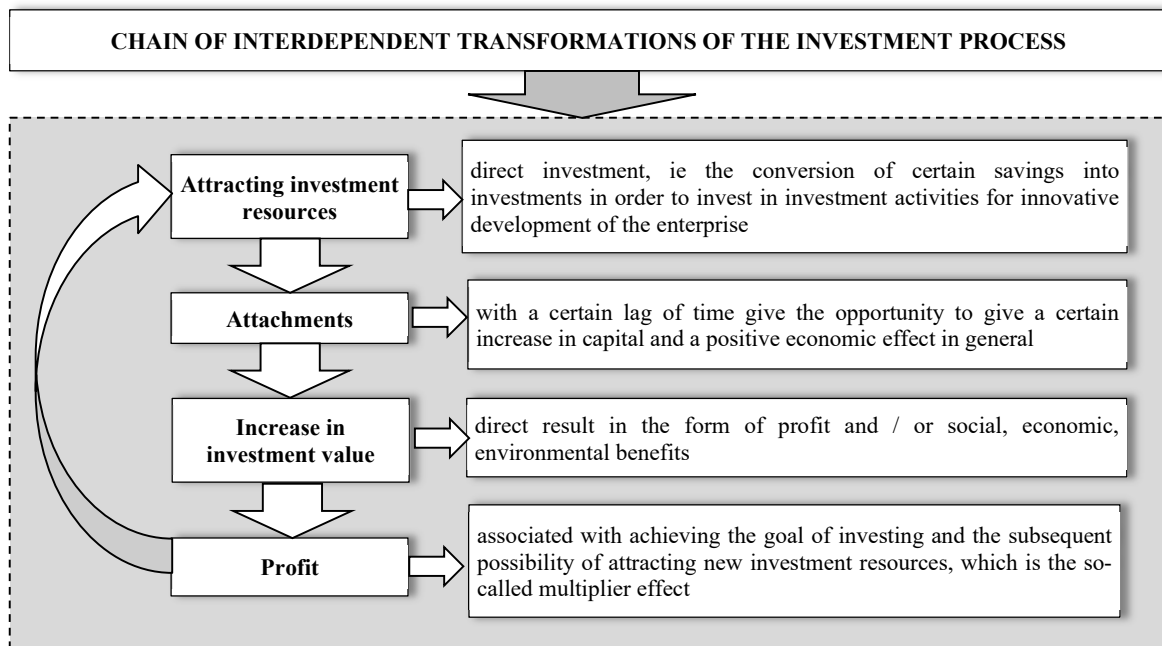 CHAIN OF INTERDEPENDENT TRANSFORMATIONS OF THE INVESTMENT PROCESS
Attracting investment
resources
direct investment, ie the conversion of certain savings into
investments in order to invest in investment activities for innovative
development of the enterprise
Attachments
with a certain lag of time give the opportunity to give a certain
increase in capital and a positive economic effect in general
Increase in
investment value
direct result in the form of profit and / or social, economic,
environmental benefits
Profit
associated with achieving the goal of investing and the subsequent
possibility of attracting new investment resources, which is the so-
called multiplier effect